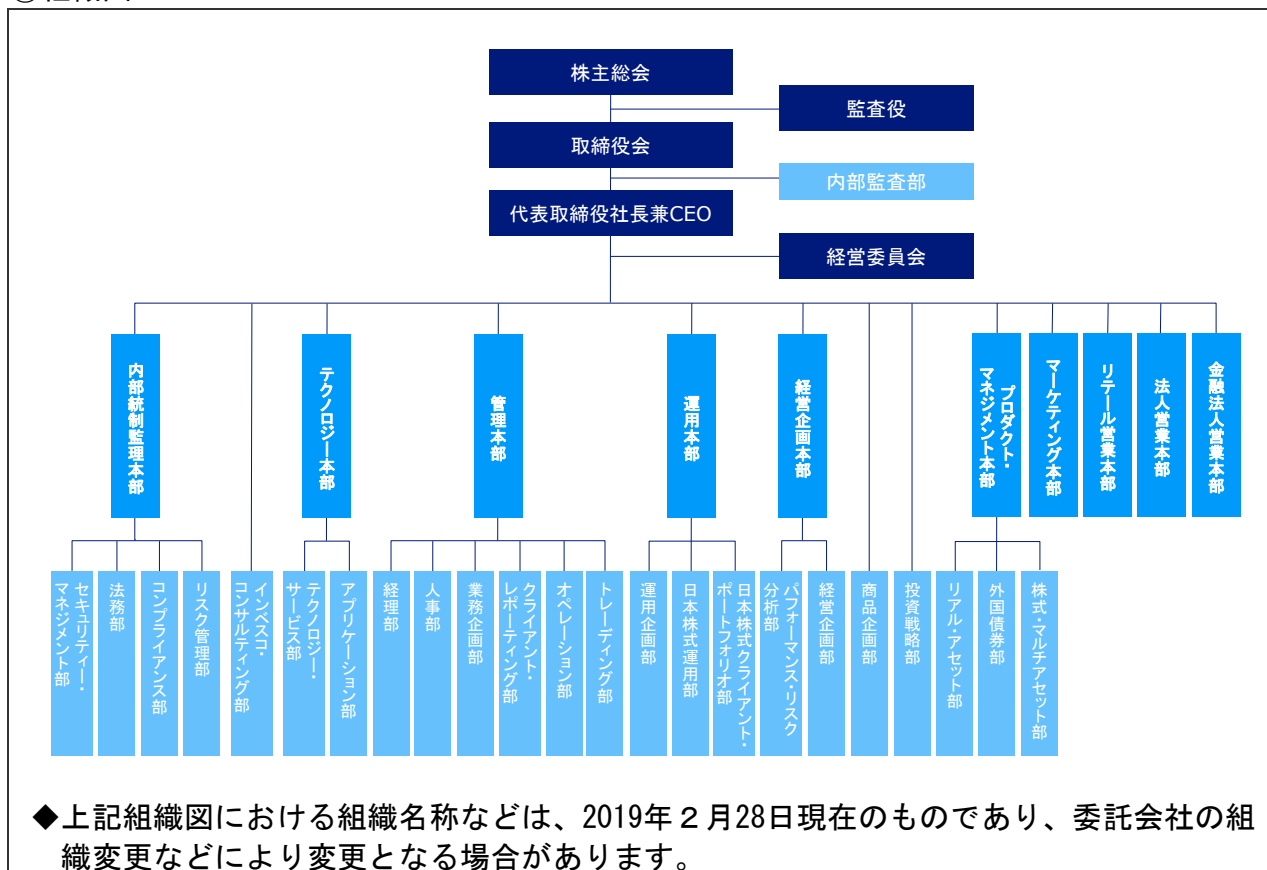 株主総会
監査役
取締役会
内部監査部
代表取締役社長兼CEO
経営委員会
内部統制監理本部
テクノロジー本部
管理本部
運用本部
経営企画本部
プロダクト・
マネジメント本部
マーケティング本部
リテール営業本部
法人営業本部
金融法人営業本部
セキュリティー・
マネジメント部
法務部
コンプライアンス部
リスク管理部
インベスコ・
コンサルティング部
テクノロジー・
サービス部
アプリケーション部
経理部
人事部
業務企画部
クライアント・
レポーティング部
オペレーション部
トレーディング部
運用企画部
日本株式運用部
日本株式クライアント・
ポートフォリオ部
パフォーマンス・リスク
分析部
経営企画部
商品企画部
投資戦略部
リアル・アセット部
外国債券部
株式・マルチアセット部
◆上記組織図における組織名称などは、2019年２月28日現在のものであり、委託会社の組
織変更などにより変更となる場合があります。